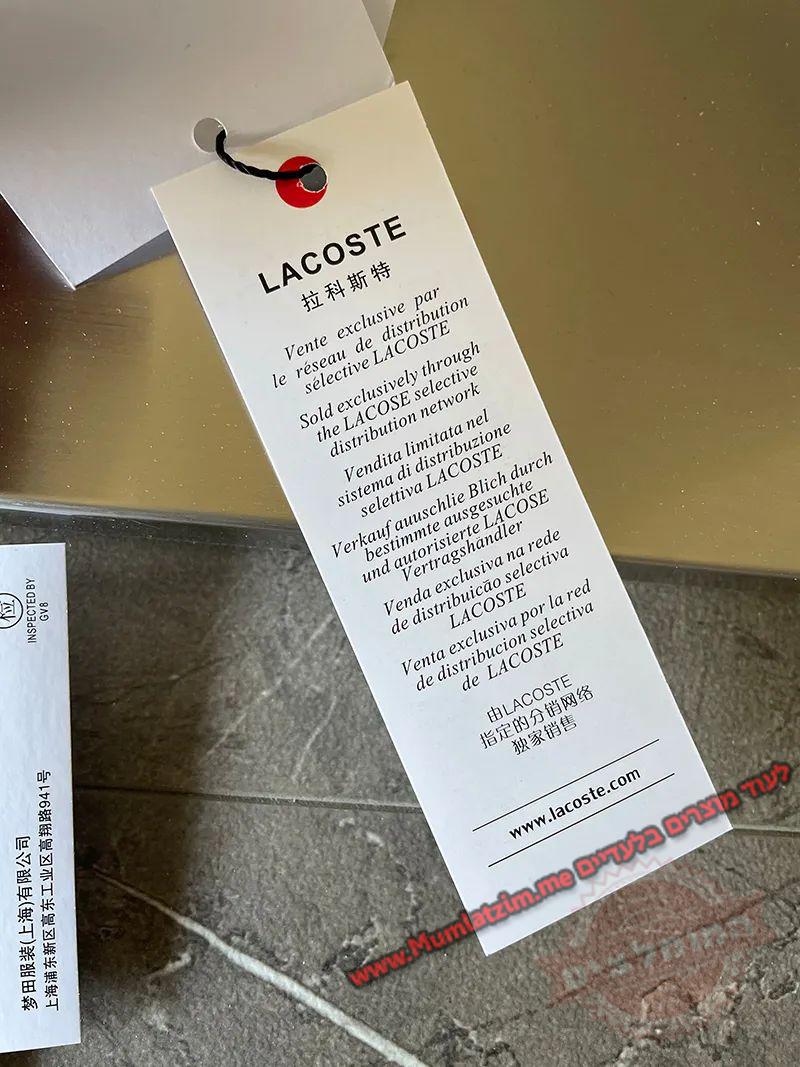 LACOSTE
拉科斯特
Vente exclusive par
le réseau de distribution
sélective LACOSTE
Sold exclusively through
the LACOSE selective
distribution network
Vendita limitata nel
sistema di distribuzione
selettiva LACOSTE
Verkauf auuschlie Blich durch
bestimmte ausgesuchte
und autorisierte LACOSE
Vertragshändler
Venda exclusiva na rede
de distribuicão selectiva
LACOSTE
Venta exclusiva por la red
de distribucion selectiva
de LACOSTE
由LACOSTE
指定的分销网络
独家销售
www.lacoste.com
检
INSPECTED BY
GV8
梦田服装(上海)有限公司
上海浦东新区高东工业区高翔路941号
לעוד מוצרים בלעדיים www.Mumlatzim.me
מומלצים